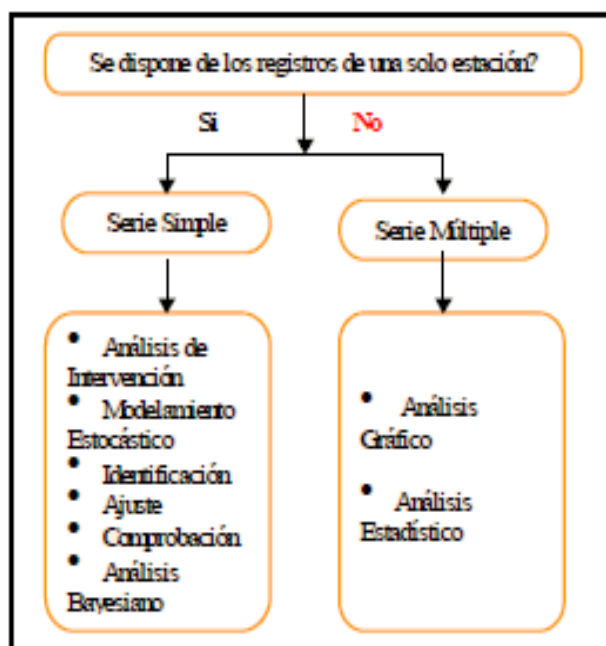 Se dispone de los registros de una solo estación?
Si
No
Serie Simple
Serie Múltiple
• Análisis de
Intervención
• Modelamiento
Estocástico
• Identificación
• Ajuste
• Comprobación
• Análisis
Bayesiano
• Análisis
Gráfico
• Análisis
Estadístico